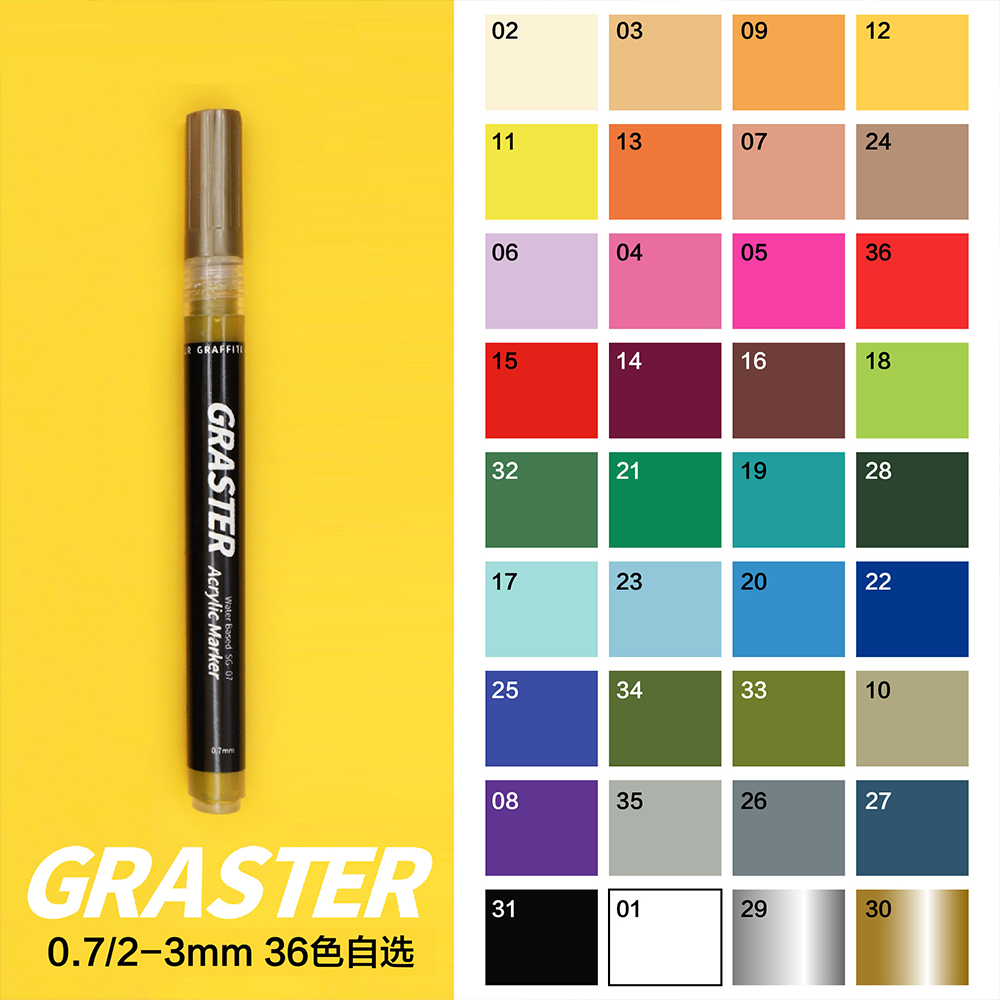 LR GRAFFITI
GRASTER
Acrylic Marker
Water Based SG-07
0.7mm
GRASTER
0.7/2-3mm 36色自选
02 03 09 12
11 13 07 24
06 04 05 36
15 14 16 18
32 21 19 28
17 23 20 22
25 34 33 10
08 35 26 27
31 01 29 30